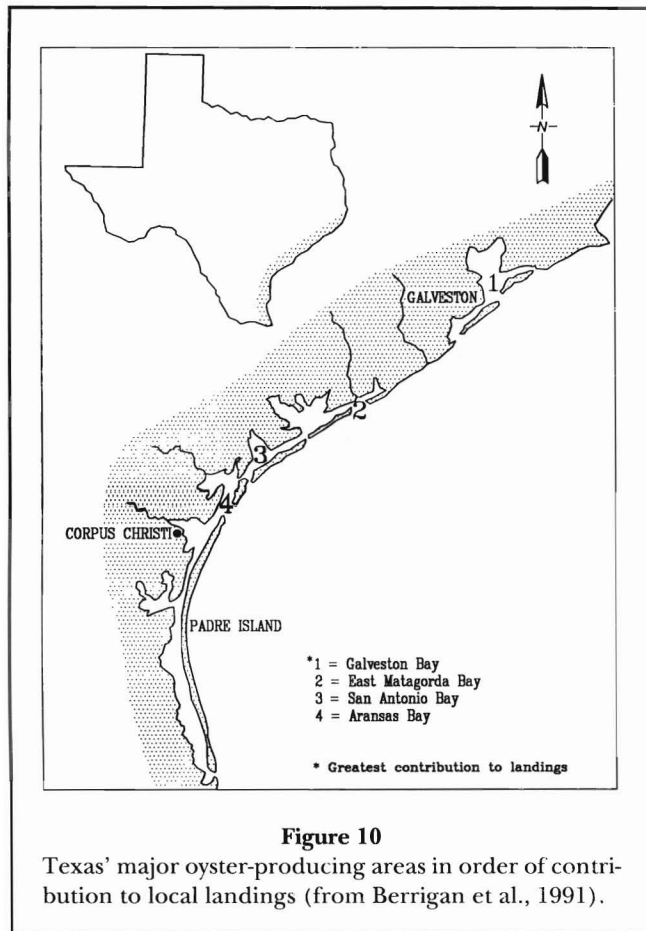 N
1
GALVESTON
2
3
4
CORPUS CHRISTI
PADRE ISLAND
*1 = Galveston Bay
2 = East Matagorda Bay
3 = San Antonio Bay
4 = Aransas Bay
* Greatest contribution to landings
Figure 10
Texas' major oyster-producing areas in order of contri-
bution to local landings (from Berrigan et al., 1991).